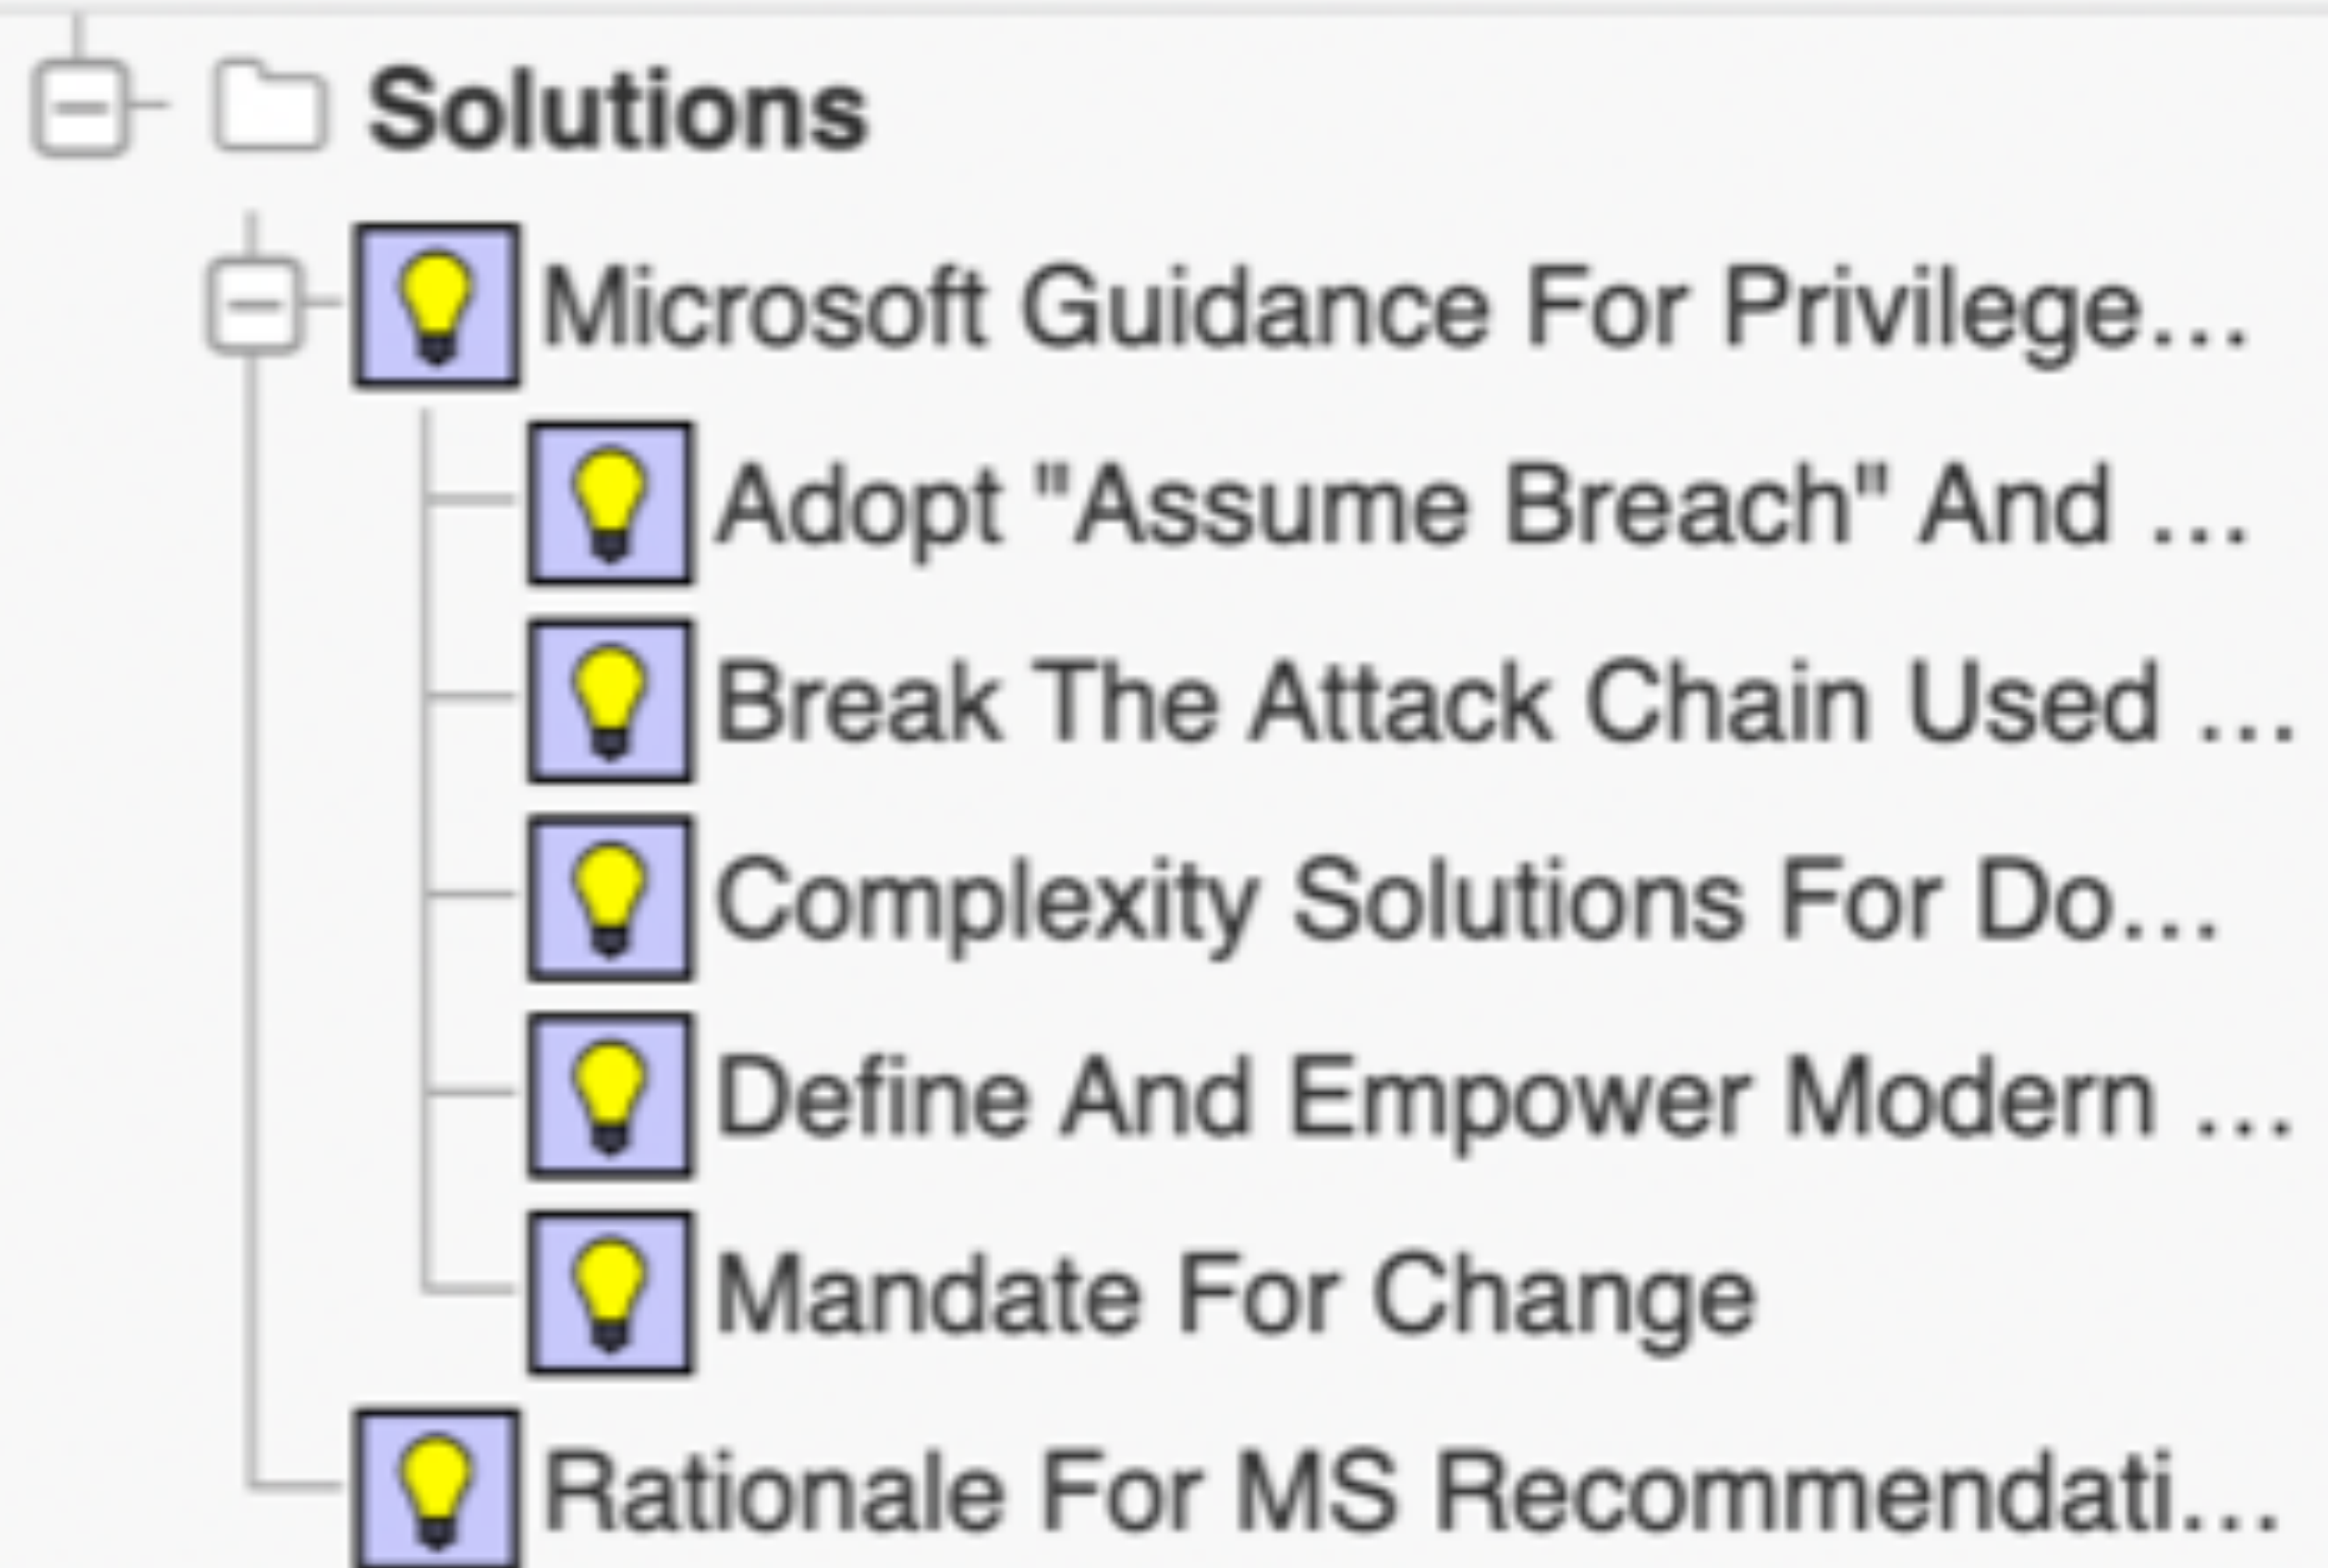 Solutions
Microsoft Guidance For Privilege...
Adopt "Assume Breach" And ...
Break The Attack Chain Used ...
Complexity Solutions For Do...
Define And Empower Modern ...
Mandate For Change
Rationale For MS Recommendati...